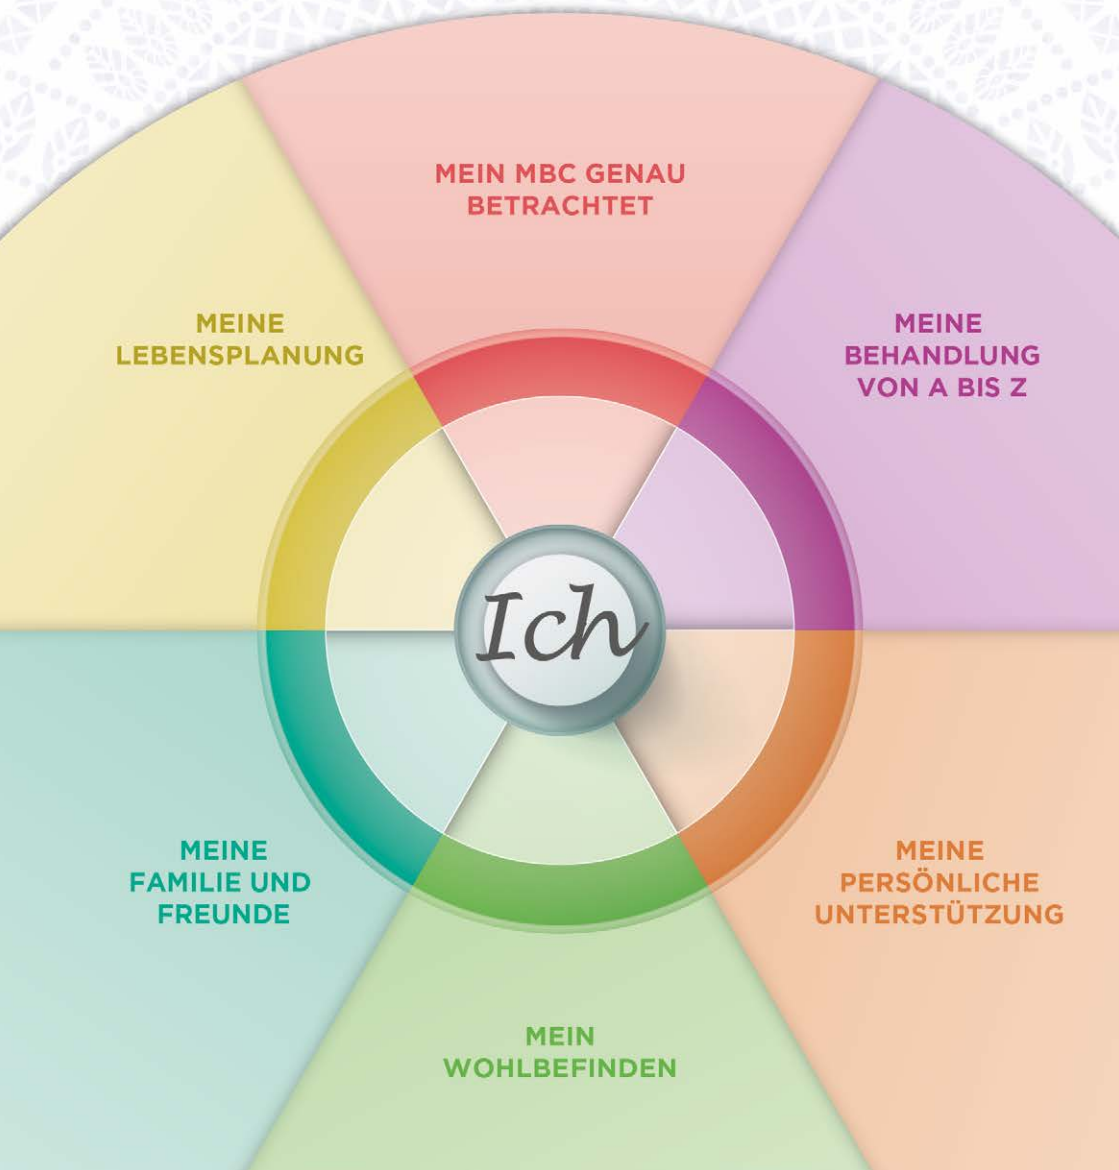 MEIN MBC GENAU
BETRACHTET
MEINE
LEBENSPLANUNG
MEINE
BEHANDLUNG
VON A BIS Z
Ich
MEINE
FAMILIE UND
FREUNDE
MEINE
PERSÖNLICHE
UNTERSTÜTZUNG
MEIN
WOHLBEFINDEN